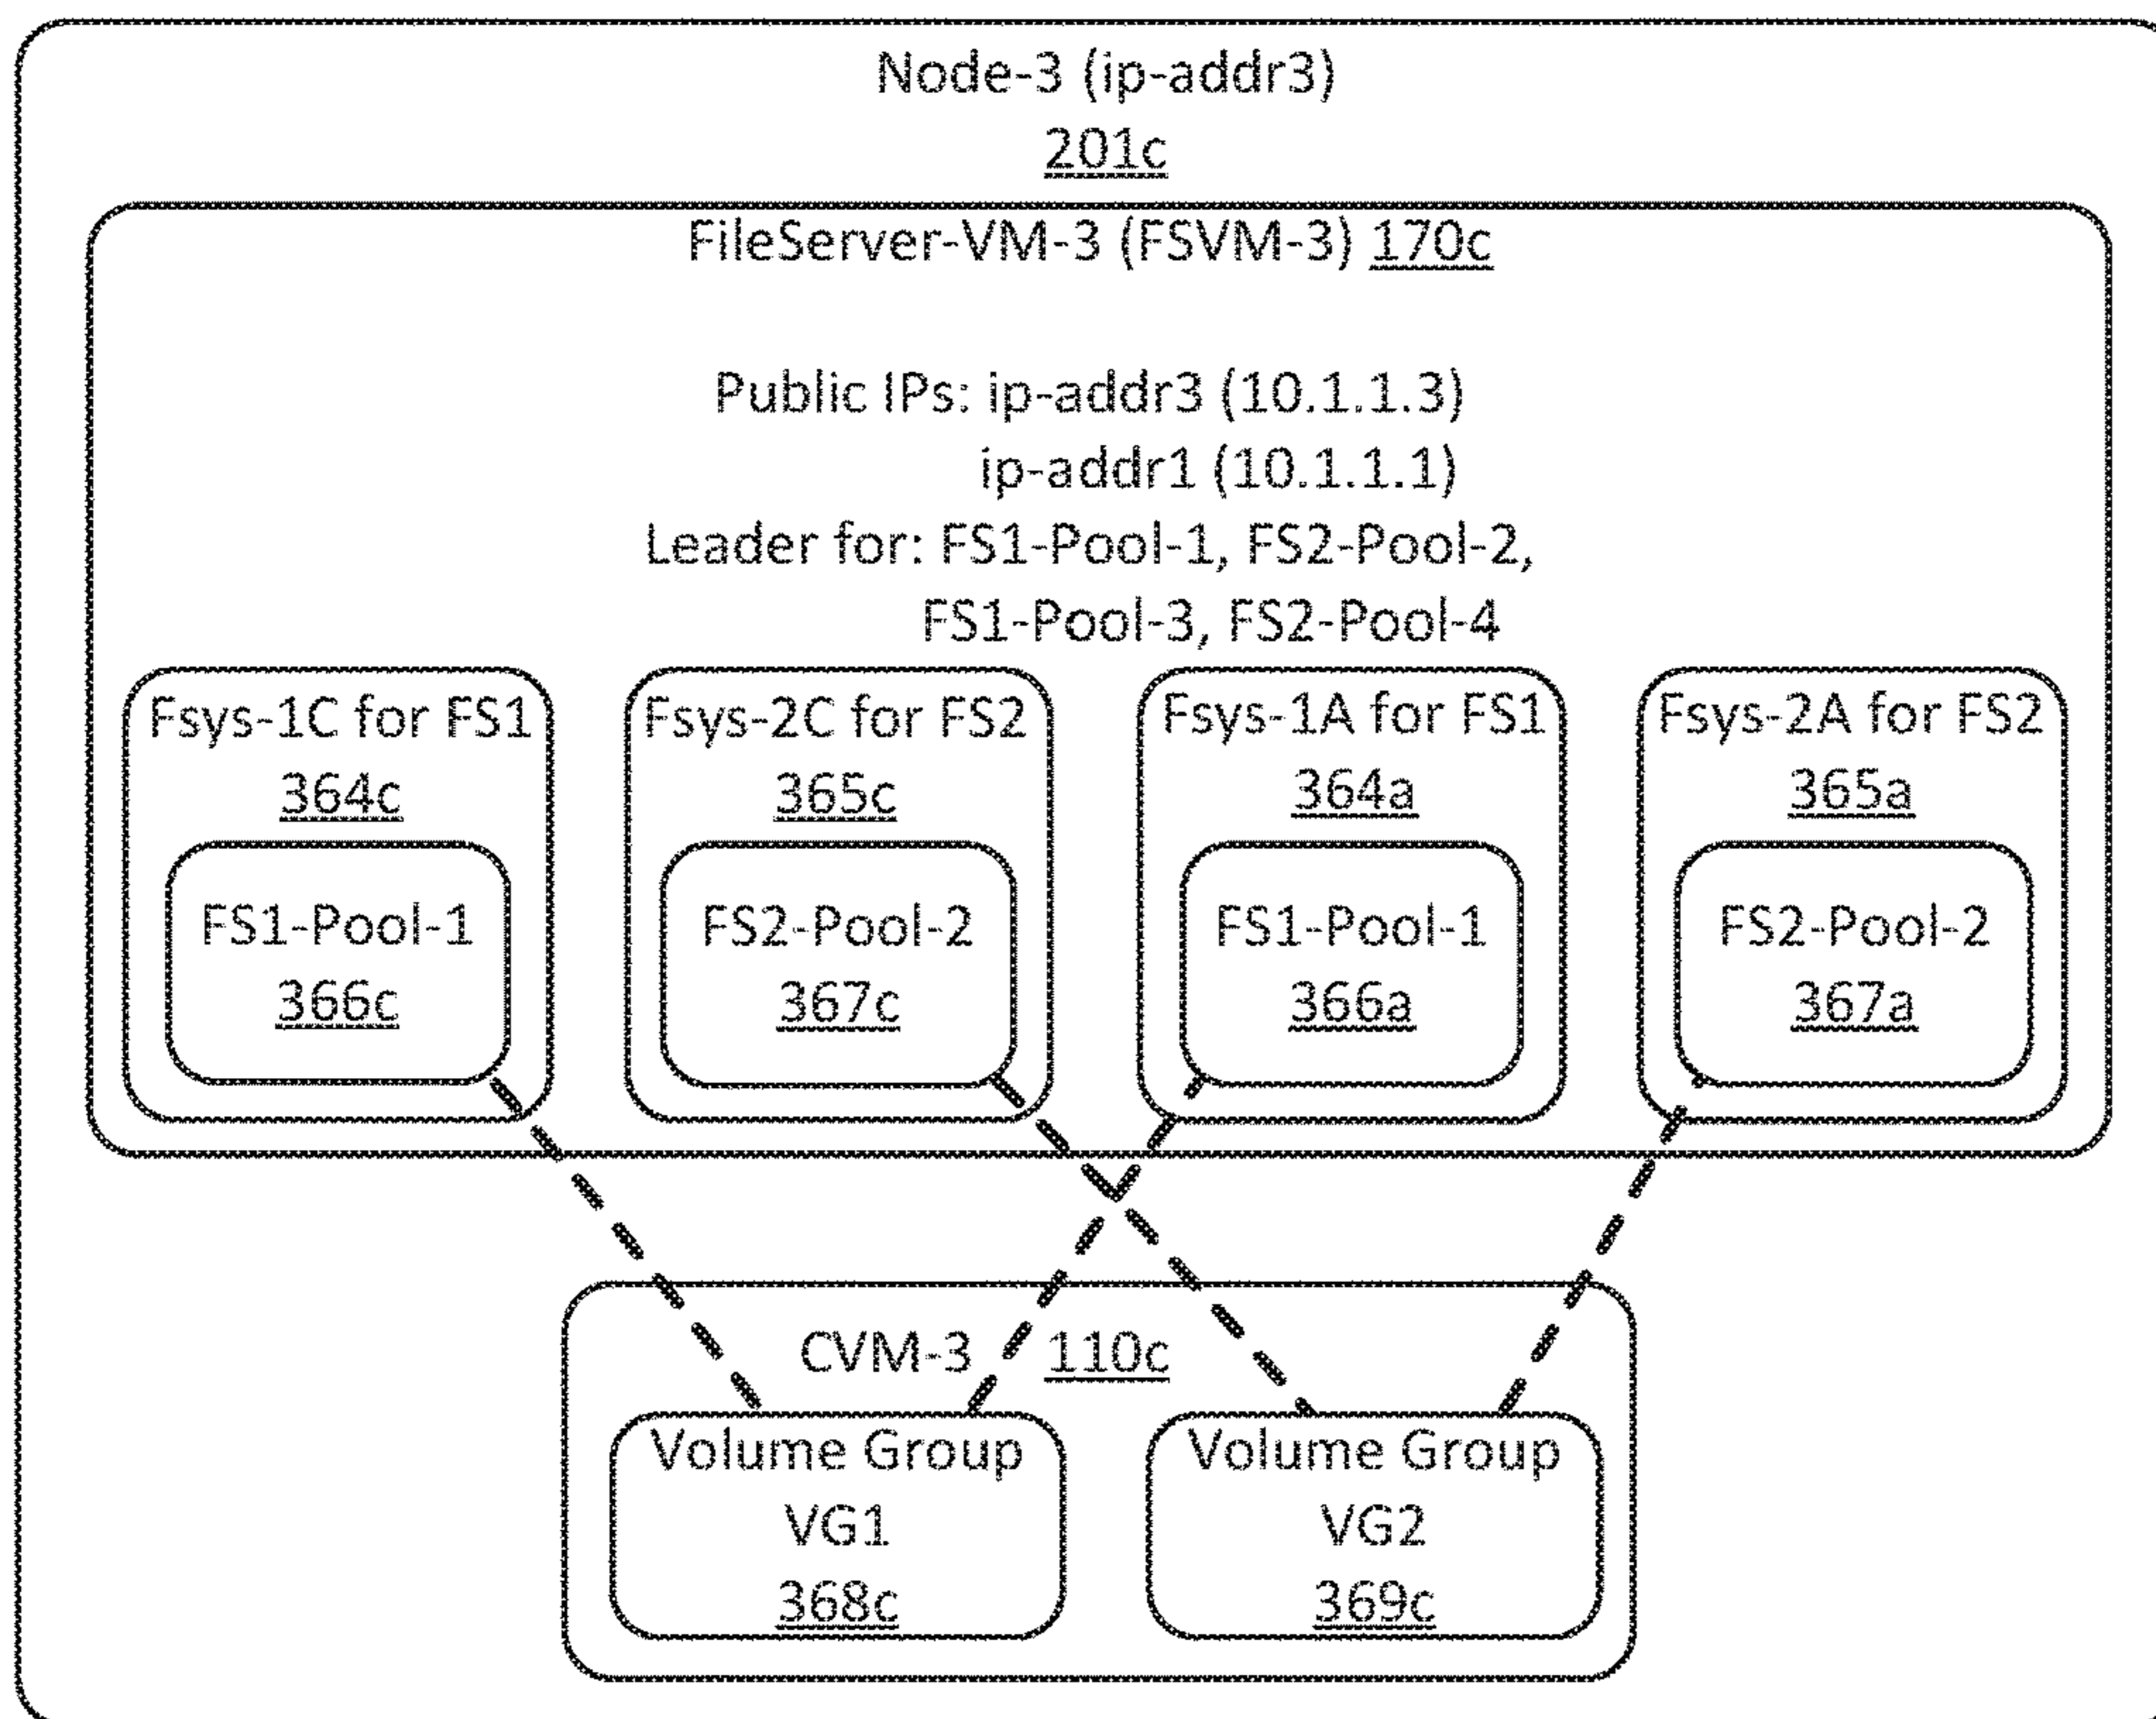 Node-3 (ip-addr3)
201c
FileServer-VM-3 (FSVM-3) 170c
Public IPs: ip-addr3 (10.1.1.3)
ip-addr1 (10.1.1.1)
Leader for: FS1-Pool-1, FS2-Pool-2,
FS1-Pool-3, FS2-Pool-4
Fsys-1C for FS1
364c
FS1-Pool-1
366c
Fsys-2C for FS2
365c
FS2-Pool-2
367c
Fsys-1A for FS1
364a
FS1-Pool-1
366a
Fsys-2A for FS2
365a
FS2-Pool-2
367a
CVM-3 110c
Volume Group
VG1
368c
Volume Group
VG2
369c